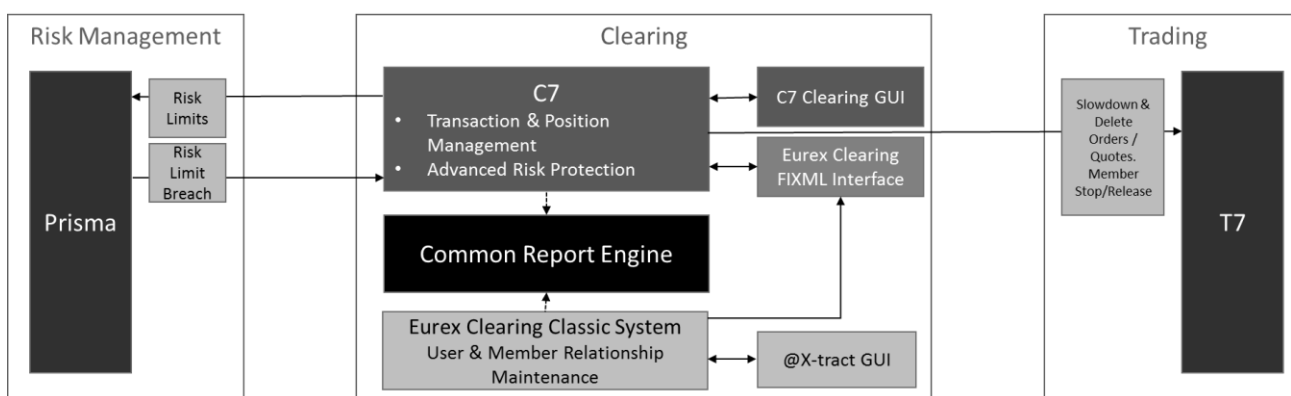 Risk Management
Prisma
Risk
Limits
Risk
Limit
Breach
Clearing
C7
• Transaction & Position
Management
• Advanced Risk Protection
C7 Clearing GUI
Eurex Clearing
FIXML Interface
Common Report Engine
Eurex Clearing Classic System
User & Member Relationship
Maintenance
@X-tract GUI
Trading
Slowdown &
Delete
Orders /
Quotes.
Member
Stop/Release
T7